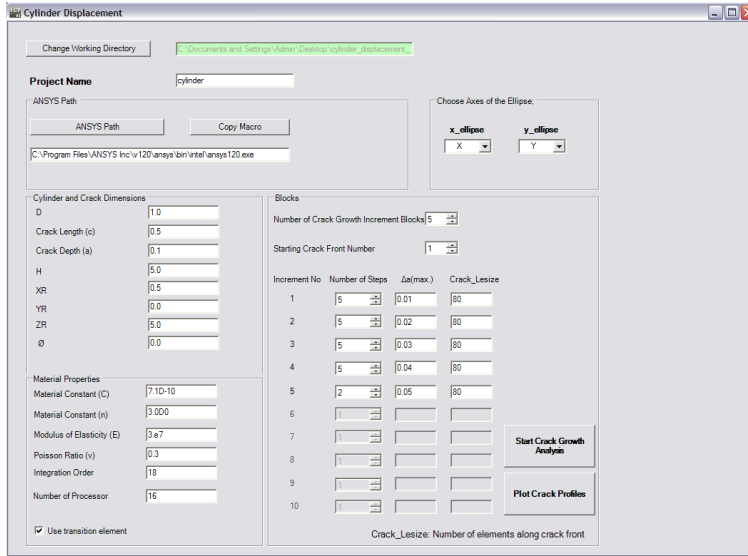 Cylinder Displacement
Change Working Directory
C:\Documents and Settings\Admin\Desktop\cylinder_displacement_
Project Name
cylinder
ANSYS Path
ANSYS Path
Copy Macro
C:\Program Files\ANSYS Inc\v120\ansys\bin\intel\ansys120.exe
Choose Axes of the Ellipse;
x_ellipse y_ellipse
X Y
Cylinder and Crack Dimensions
D 1.0
Crack Length (c) 0.5
Crack Depth (a) 0.1
H 5.0
XR 0.5
YR 0.0
ZR 5.0
Ø 0.0
Material Properties
Material Constant (C) 7.1D-10
Material Constant (n) 3.0D0
Modulus of Elasticity (E) 3.e7
Poisson Ratio (v) 0.3
Integration Order 18
Number of Processor 16
Use transition element
Blocks
Number of Crack Growth Increment Blocks 5
Starting Crack Front Number 1
Increment No Number of Steps Δa(max.) Crack_Lesize
1 5 0.01 80
2 5 0.02 80
3 5 0.03 80
4 5 0.04 80
5 2 0.05 80
6 1
7 1
8 1
9 1
10 1
Start Crack Growth
Analysis
Plot Crack Profiles
Crack_Lesize: Number of elements along crack front